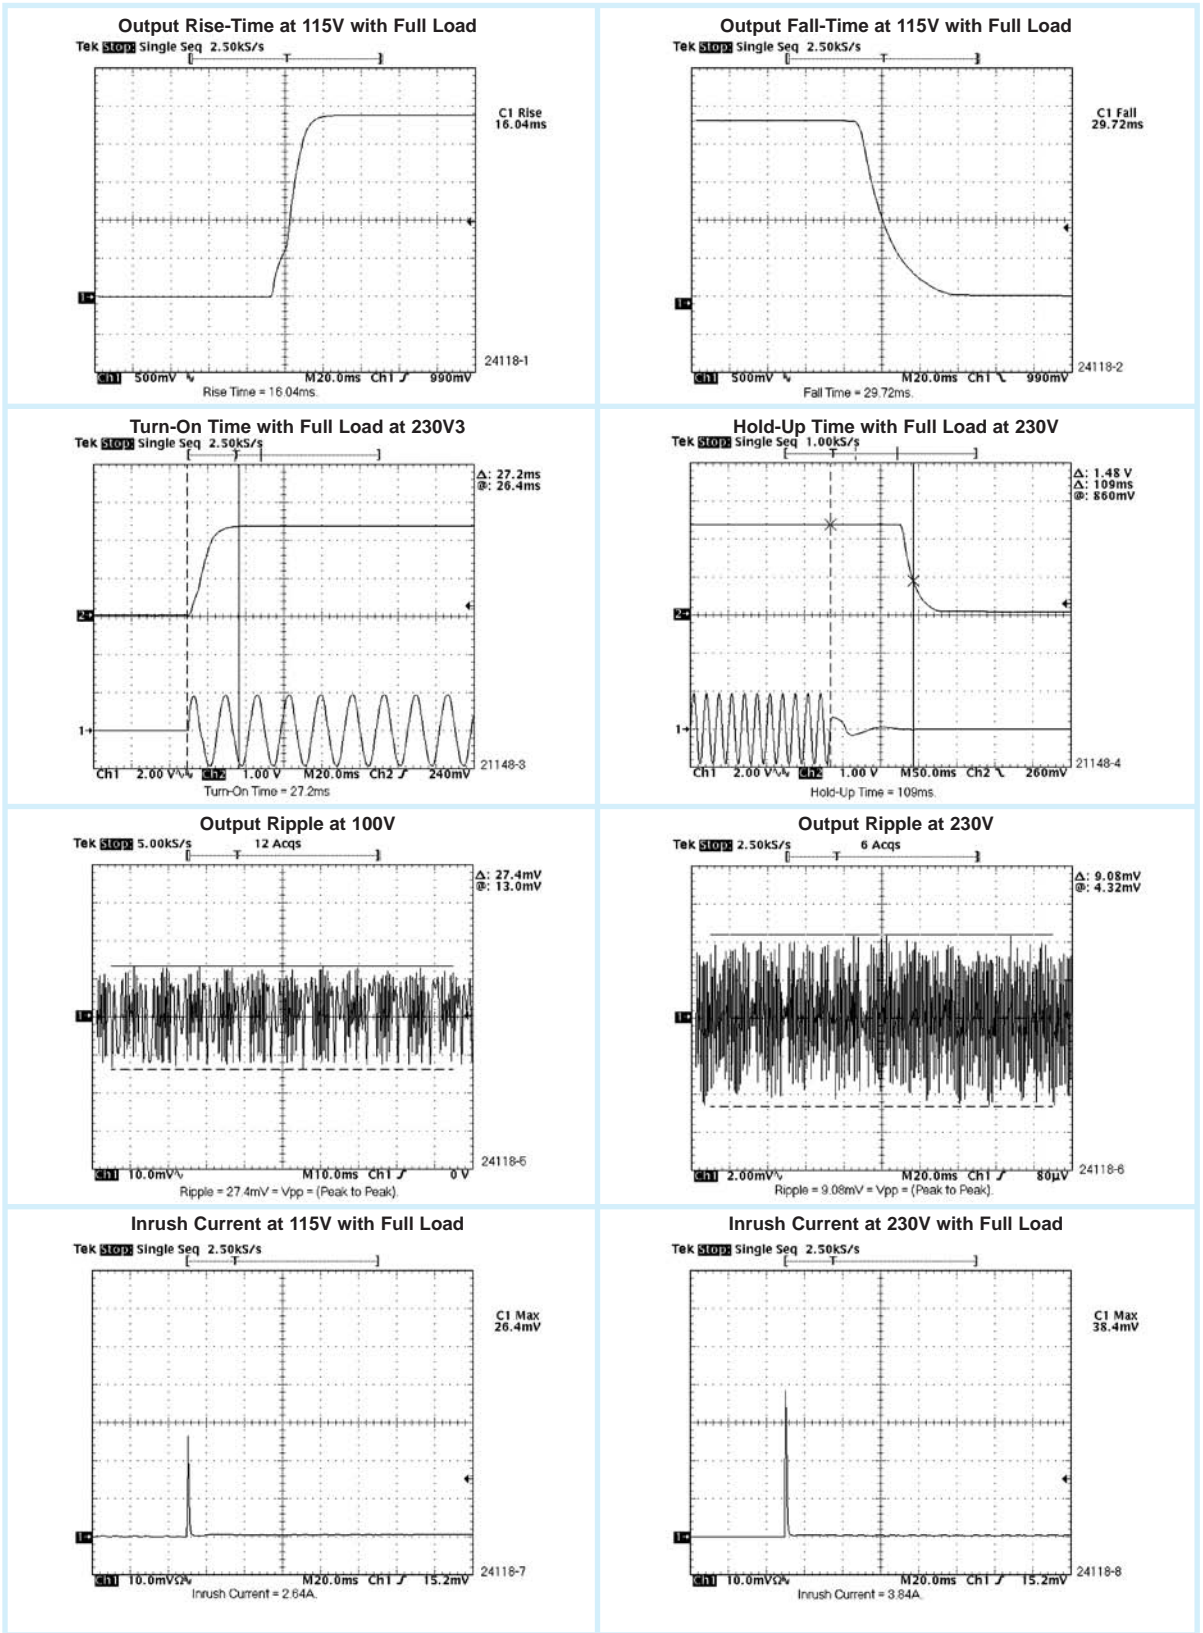 Output Rise-Time at 115V with Full Load
Tek Stop: Single Seq 2.50kS/s
T
C1 Rise
16.04ms
1→
24118-1
Ch1 500mV M20.0ms Ch1 990mV
Rise Time = 16.04ms.
Output Fall-Time at 115V with Full Load
Tek Stop: Single Seq 2.50kS/s
T
C1 Fall
29.72ms
1→
24118-2
Ch1 500mV M20.0ms Ch1 990mV
Fall Time = 29.72ms.
Turn-On Time with Full Load at 230V3
Tek Stop: Single Seq 2.50kS/s
T
Δ: 27.2ms
@: 26.4ms
2→
1→
21148-3
Ch1 2.00 V Ch2 1.00 V M20.0ms Ch2 240mV
Turn-On Time = 27.2ms
Hold-Up Time with Full Load at 230V
Tek Stop: Single Seq 1.00kS/s
T
Δ: 1.48 V
Δ: 109ms
@: 860mV
2→
1→
21148-4
Ch1 2.00 V Ch2 1.00 V M50.0ms Ch2 260mV
Hold-Up Time = 109ms.
Output Ripple at 100V
Tek Stop: 5.00kS/s 12 Acqs
T
Δ: 27.4mV
@: 13.0mV
1→
24118-5
Ch1 10.0mV M10.0ms Ch1 0 V
Ripple = 27.4mV = Vpp = (Peak to Peak).
Output Ripple at 230V
Tek Stop: 2.50kS/s 6 Acqs
T
Δ: 9.08mV
@: 4.32mV
1→
24118-6
Ch1 2.00mV M20.0ms Ch1 80μV
Ripple = 9.08mV = Vpp = (Peak to Peak).
Inrush Current at 115V with Full Load
Tek Stop: Single Seq 2.50kS/s
T
C1 Max
26.4mV
1→
24118-7
Ch1 10.0mVΩ M20.0ms Ch1 15.2mV
Inrush Current = 2.64A.
Inrush Current at 230V with Full Load
Tek Stop: Single Seq 2.50kS/s
T
C1 Max
38.4mV
1→
24118-8
Ch1 10.0mVΩ M20.0ms Ch1 15.2mV
Inrush Current = 3.84A.